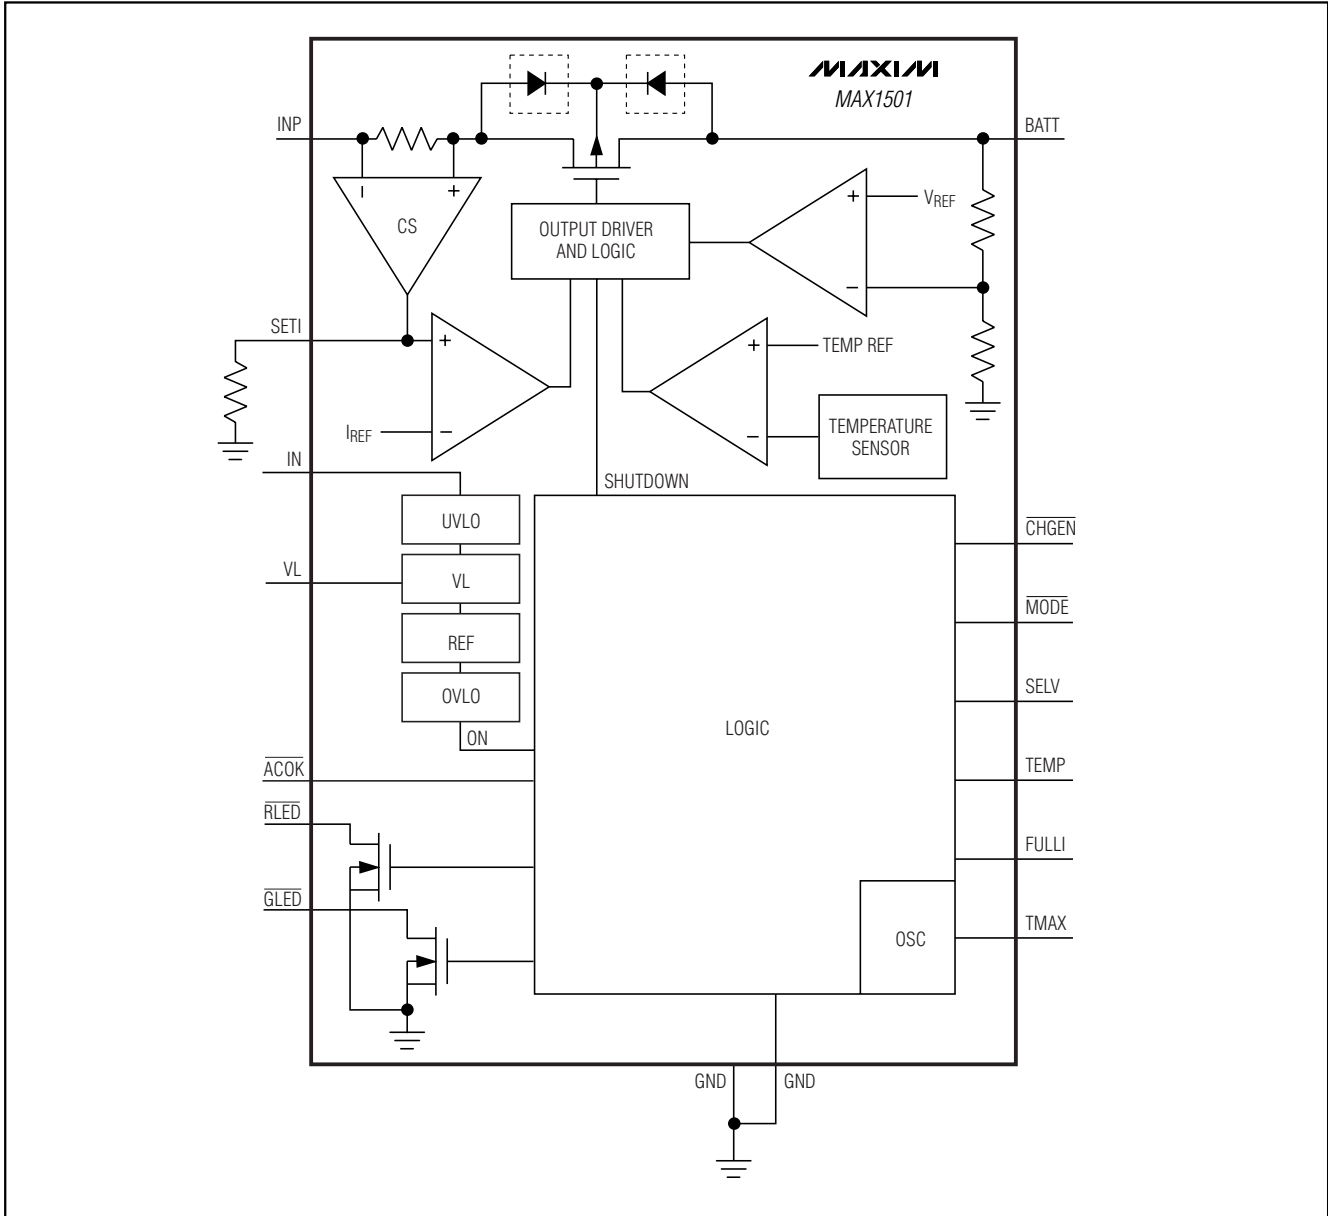 MAXIM
MAX1501
INP
BATT
+
VREF
CS
OUTPUT DRIVER
AND LOGIC
SETI
TEMP REF
IREF
TEMPERATURE
SENSOR
IN
SHUTDOWN
UVLO
CHGEN
VL
VL
MODE
REF
SELV
OVLO
LOGIC
ON
ACOK
TEMP
RLED
FULLI
GLED
TMAX
OSC
GND
GND